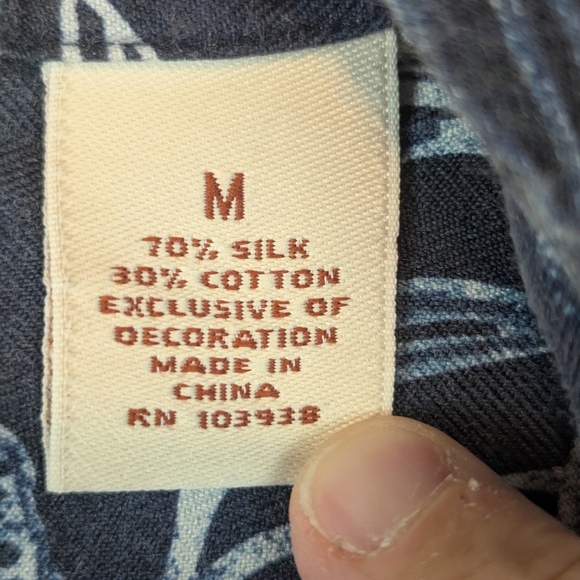 M
70% SILK
30% COTTON
EXCLUSIVE OF
DECORATION
MADE IN
CHINA
RN 103938